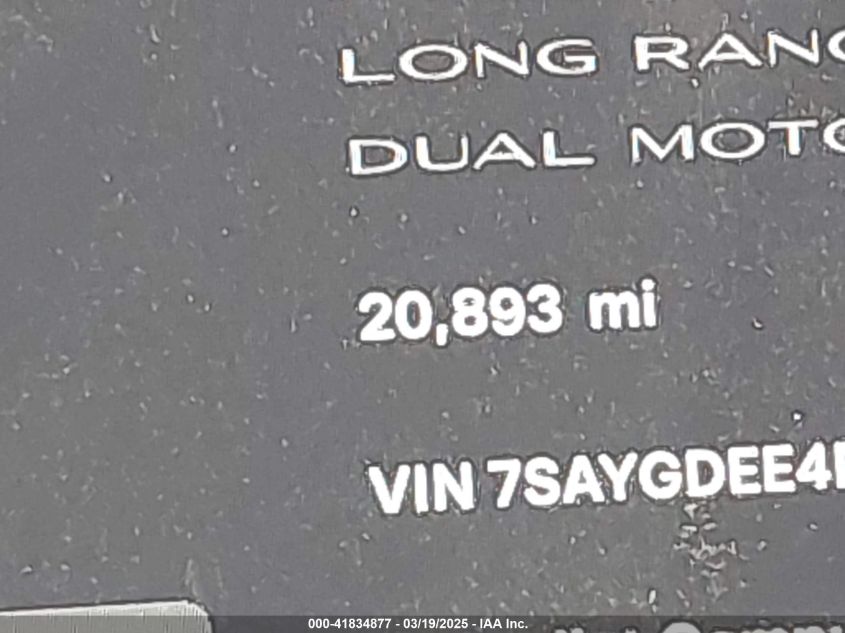 LONG RANG
DUAL MOTO
20,893 mi
VIN 7SAYGDEE4
000-41834877 - 03/19/2025 - IAA Inc.